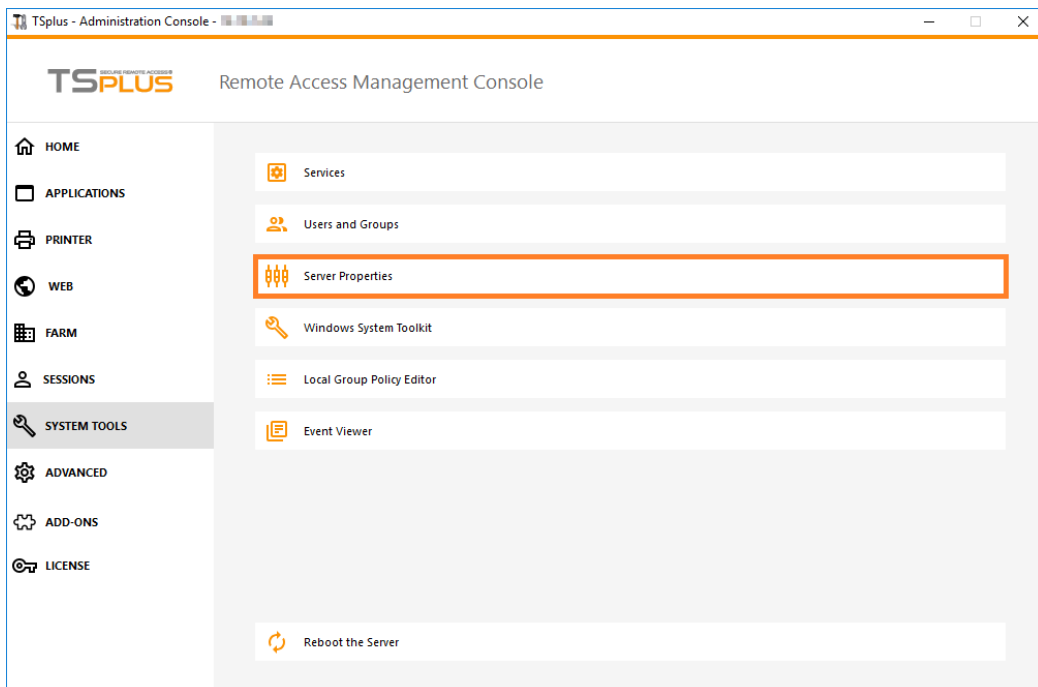 TSplus - Administration Console -
TSPLUS
SECURE REMOTE ACCESS
Remote Access Management Console
HOME
APPLICATIONS
PRINTER
WEB
FARM
SESSIONS
SYSTEM TOOLS
ADVANCED
ADD-ONS
LICENSE
Services
Users and Groups
Server Properties
Windows System Toolkit
Local Group Policy Editor
Event Viewer
Reboot the Server